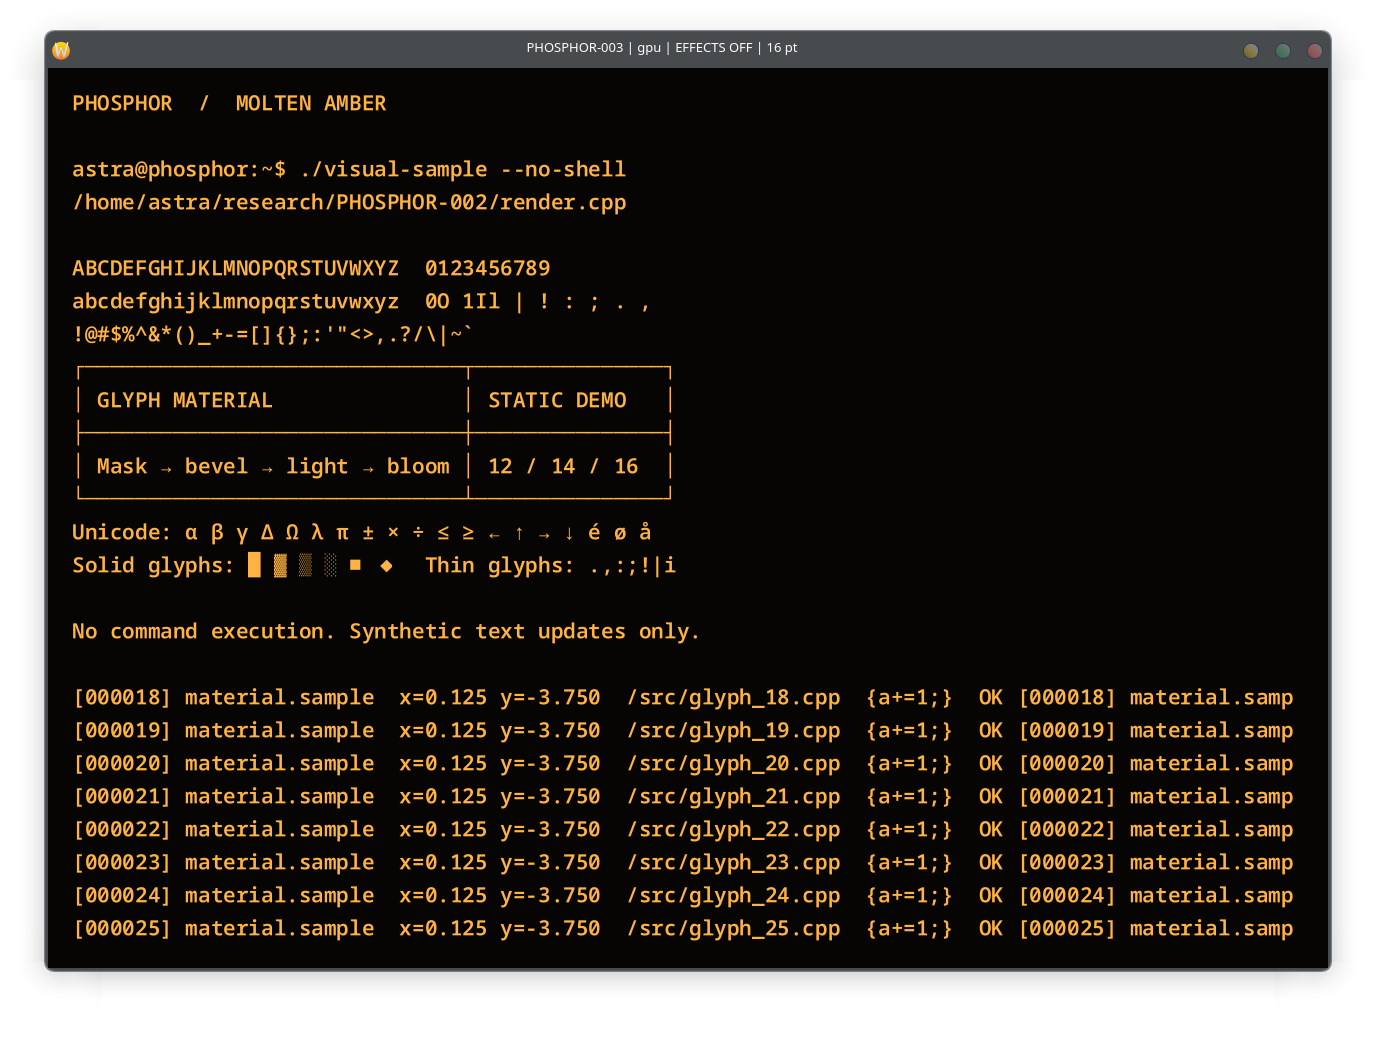 PHOSPHOR-003 | gpu | EFFECTS OFF | 16 pt
PHOSPHOR  /  MOLTEN AMBER
astra@phosphor:~$ ./visual-sample --no-shell
/home/astra/research/PHOSPHOR-002/render.cpp
ABCDEFGHIJKLMNOPQRSTUVWXYZ  0123456789
abcdefghijklmnopqrstuvwxyz  0O 1Il | ! : ; . ,
!@#$%^&*()_+-=[]{};:'"<>,.?/\|~`
┌──────────────────────────────┬───────────────┐
│ GLYPH MATERIAL               │ STATIC DEMO   │
├──────────────────────────────┼───────────────┤
│ Mask → bevel → light → bloom │ 12 / 14 / 16  │
└──────────────────────────────┴───────────────┘
Unicode: α β γ Δ Ω λ π ± × ÷ ≤ ≥ ← ↑ → ↓ é ø å
Solid glyphs: █ ▓ ▒ ░ ■ ◆  Thin glyphs: .,:;!|i
No command execution. Synthetic text updates only.
[000018] material.sample  x=0.125 y=-3.750  /src/glyph_18.cpp  {a+=1;}  OK [000018] material.samp
[000019] material.sample  x=0.125 y=-3.750  /src/glyph_19.cpp  {a+=1;}  OK [000019] material.samp
[000020] material.sample  x=0.125 y=-3.750  /src/glyph_20.cpp  {a+=1;}  OK [000020] material.samp
[000021] material.sample  x=0.125 y=-3.750  /src/glyph_21.cpp  {a+=1;}  OK [000021] material.samp
[000022] material.sample  x=0.125 y=-3.750  /src/glyph_22.cpp  {a+=1;}  OK [000022] material.samp
[000023] material.sample  x=0.125 y=-3.750  /src/glyph_23.cpp  {a+=1;}  OK [000023] material.samp
[000024] material.sample  x=0.125 y=-3.750  /src/glyph_24.cpp  {a+=1;}  OK [000024] material.samp
[000025] material.sample  x=0.125 y=-3.750  /src/glyph_25.cpp  {a+=1;}  OK [000025] material.samp